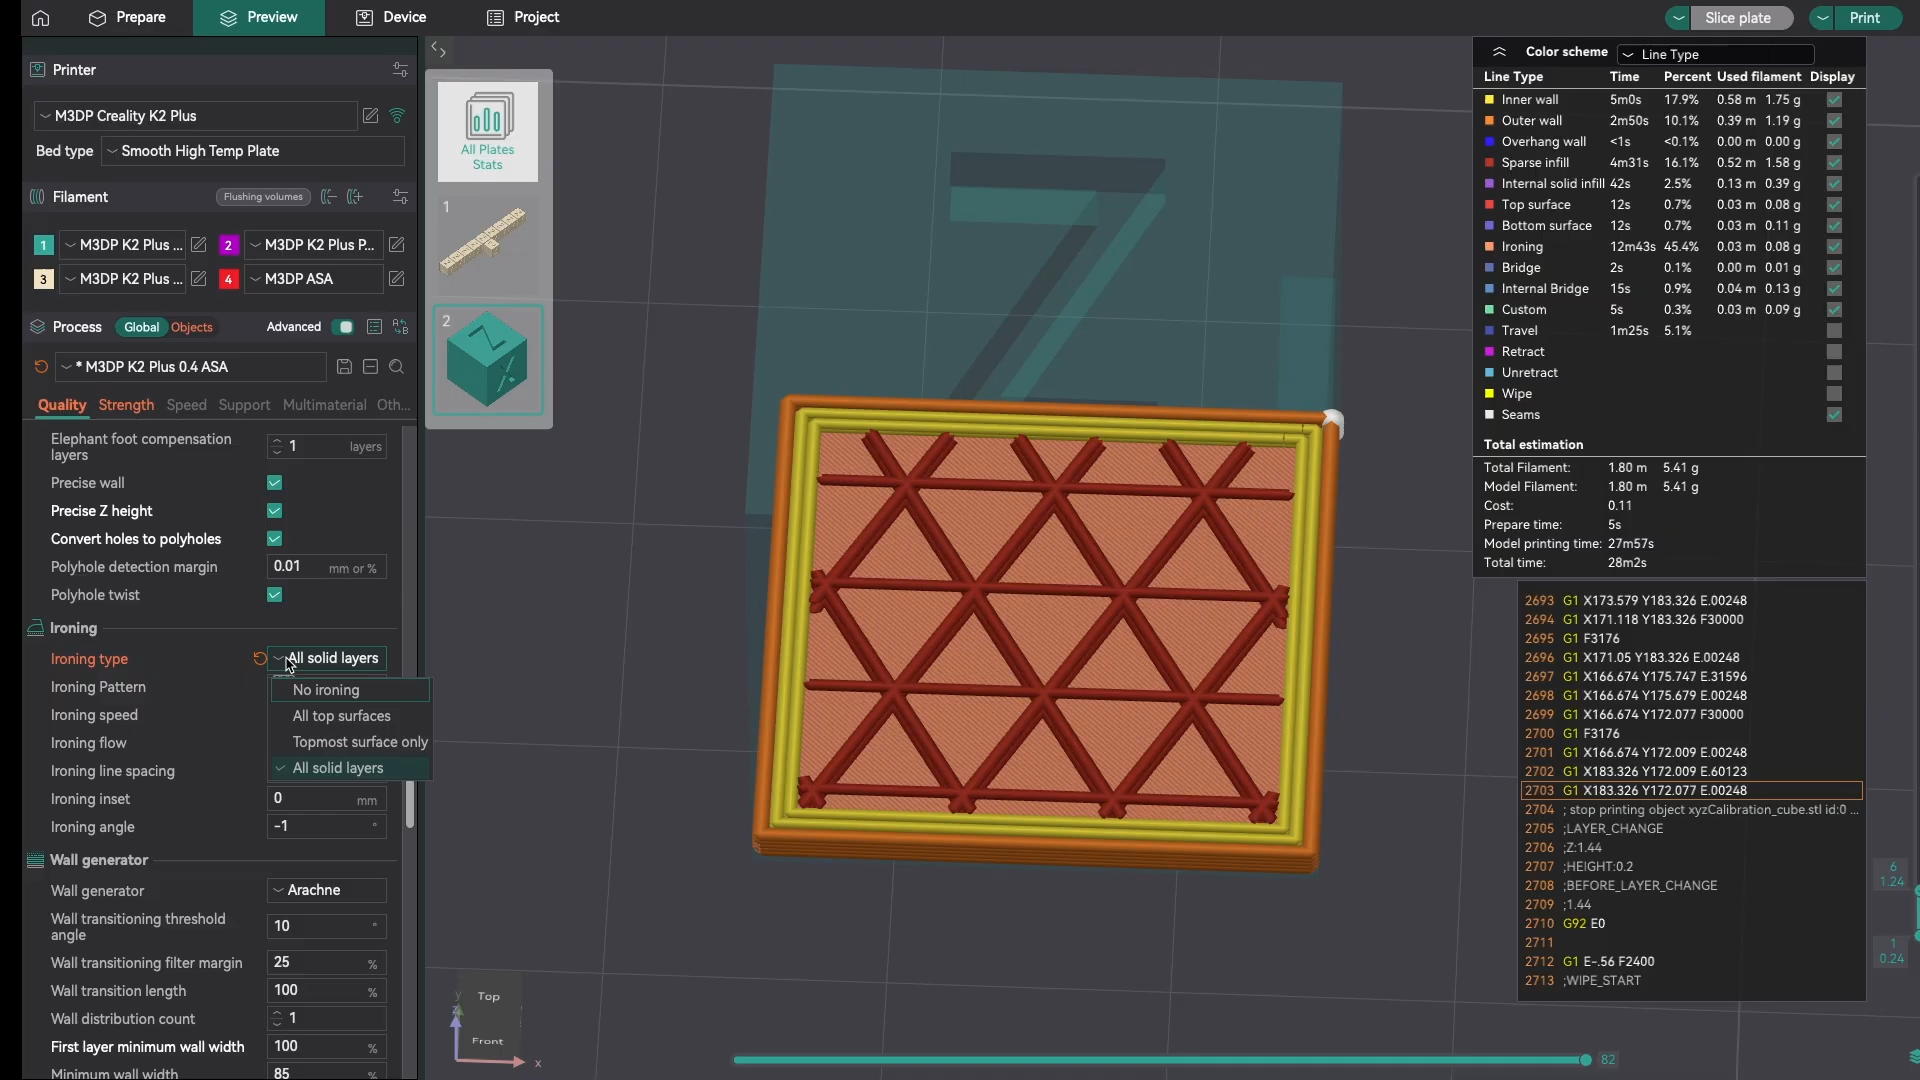 Prepare Preview Device Project Slice plate Print
Printer
M3DP Creality K2 Plus
Bed type Smooth High Temp Plate
Filament Flushing volumes
1 M3DP K2 Plus ... 2 M3DP K2 Plus P...
3 M3DP K2 Plus ... 4 M3DP ASA
Process Global Objects Advanced
* M3DP K2 Plus 0.4 ASA
Quality Strength Speed Support Multimaterial Oth...
Elephant foot compensation
layers
1 layers
Precise wall
Precise Z height
Convert holes to polyholes
Polyhole detection margin 0.01 mm or %
Polyhole twist
Ironing
Ironing type All solid layers
Ironing Pattern
Ironing speed
Ironing flow
Ironing line spacing
No ironing
All top surfaces
Topmost surface only
All solid layers
Ironing inset 0 mm
Ironing angle -1 °
Wall generator
Wall generator Arachne
Wall transitioning threshold
angle
10 °
Wall transitioning filter margin 25 %
Wall transition length 100 %
Wall distribution count 1
First layer minimum wall width 100 %
Minimum wall width 85 %
All Plates
Stats
1
2
Z
Top
Front
y
x
82
Color scheme Line Type
Line Type Time Percent Used filament Display
Inner wall 5m0s 17.9% 0.58 m 1.75 g
Outer wall 2m50s 10.1% 0.39 m 1.19 g
Overhang wall <1s <0.1% 0.00 m 0.00 g
Sparse infill 4m31s 16.1% 0.52 m 1.58 g
Internal solid infill 42s 2.5% 0.13 m 0.39 g
Top surface 12s 0.7% 0.03 m 0.08 g
Bottom surface 12s 0.7% 0.03 m 0.11 g
Ironing 12m43s 45.4% 0.03 m 0.08 g
Bridge 2s 0.1% 0.00 m 0.01 g
Internal Bridge 15s 0.9% 0.04 m 0.13 g
Custom 5s 0.3% 0.03 m 0.09 g
Travel 1m25s 5.1%
Retract
Unretract
Wipe
Seams
Total estimation
Total Filament: 1.80 m 5.41 g
Model Filament: 1.80 m 5.41 g
Cost: 0.11
Prepare time: 5s
Model printing time: 27m57s
Total time: 28m2s
2693 G1 X173.579 Y183.326 E.00248
2694 G1 X171.118 Y183.326 F30000
2695 G1 F3176
2696 G1 X171.05 Y183.326 E.00248
2697 G1 X166.674 Y175.747 E.31596
2698 G1 X166.674 Y175.679 E.00248
2699 G1 X166.674 Y172.077 F30000
2700 G1 F3176
2701 G1 X166.674 Y172.009 E.00248
2702 G1 X183.326 Y172.009 E.60123
2703 G1 X183.326 Y172.077 E.00248
2704 ; stop printing object xyzCalibration_cube.stl id:0 ...
2705 ;LAYER_CHANGE
2706 ;Z:1.44
2707 ;HEIGHT:0.2
2708 ;BEFORE_LAYER_CHANGE
2709 ;1.44
2710 G92 E0
2711
2712 G1 E-.56 F2400
2713 ;WIPE_START
6
1.24
1
0.24